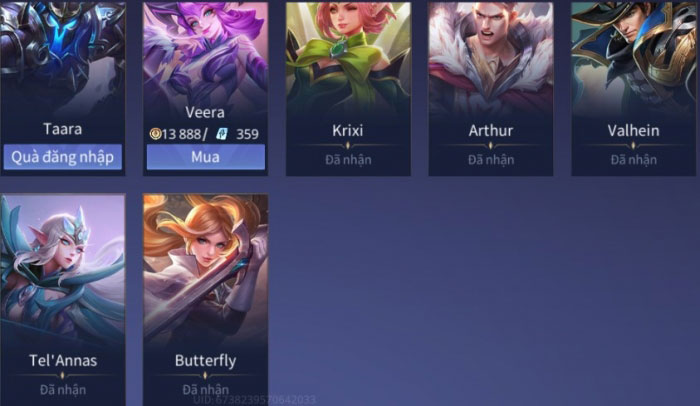 Taara
Quà đăng nhập
Veera
13 888/ 359
Mua
Krixi
Đã nhận
Arthur
Đã nhận
Valhein
Đã nhận
Tel'Annas
Đã nhận
Butterfly
Đã nhận
UID: 6738239570642033